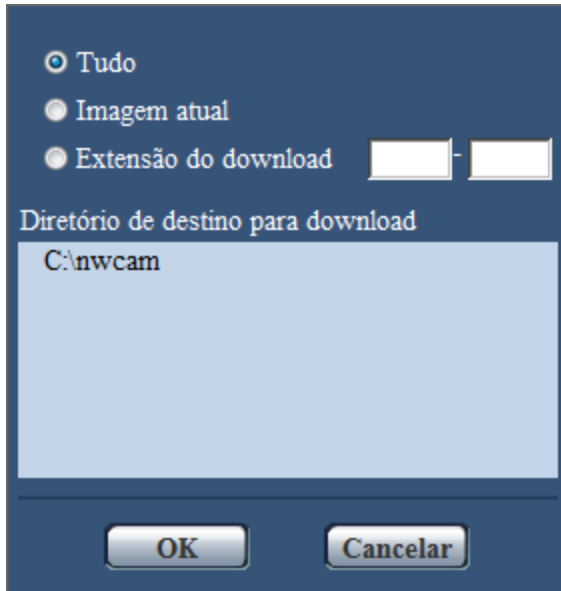 Tudo
Imagem atual
Extensão do download -
Diretório de destino para download
C:\nwcam
OK Cancelar